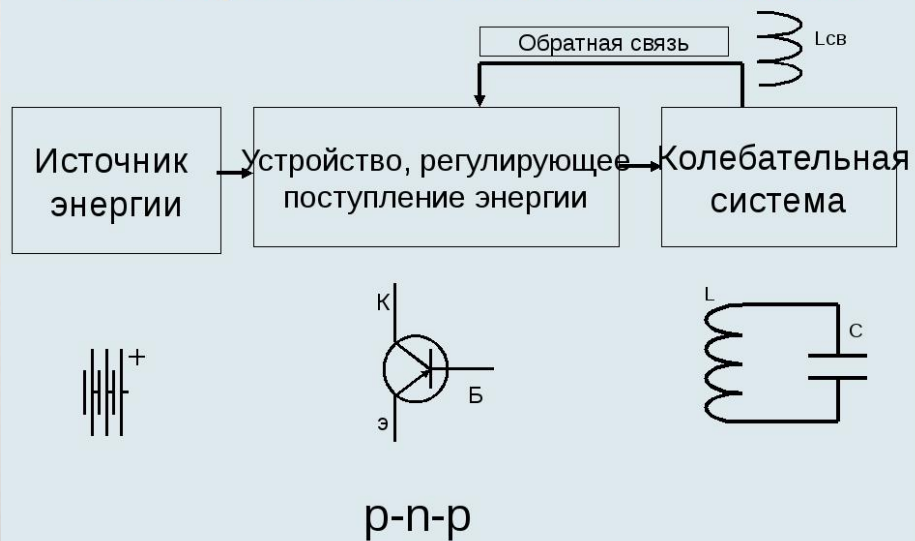 Обратная связь
Lсв
Источник
энергии
Устройство, регулирующее
поступление энергии
Колебательная
система
К
Б
э
L
С
+
p-n-p